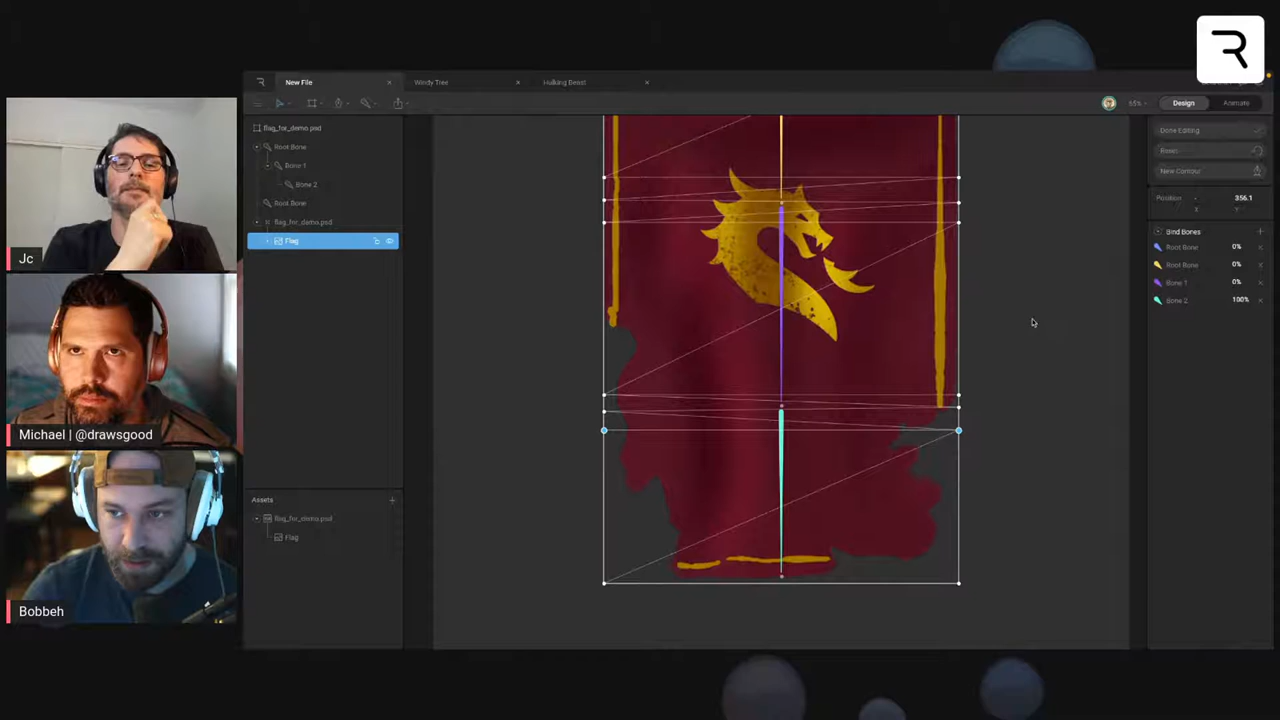 New File
Windy Tree
Hulking Beast
55%
Design
Animate
flag_for_demo.psd
Root Bone
Bone 1
Bone 2
Root Bone
flag_for_demo.psd
Flag
Assets
flag_for_demo.psd
Flag
Done Editing
Reset
New Contour
Position
356.1
X
Y
Bind Bones
Root Bone 0%
Root Bone 0%
Bone 1 0%
Bone 2 100%
Jc
Michael | @drawsgood
Bobbeh
R